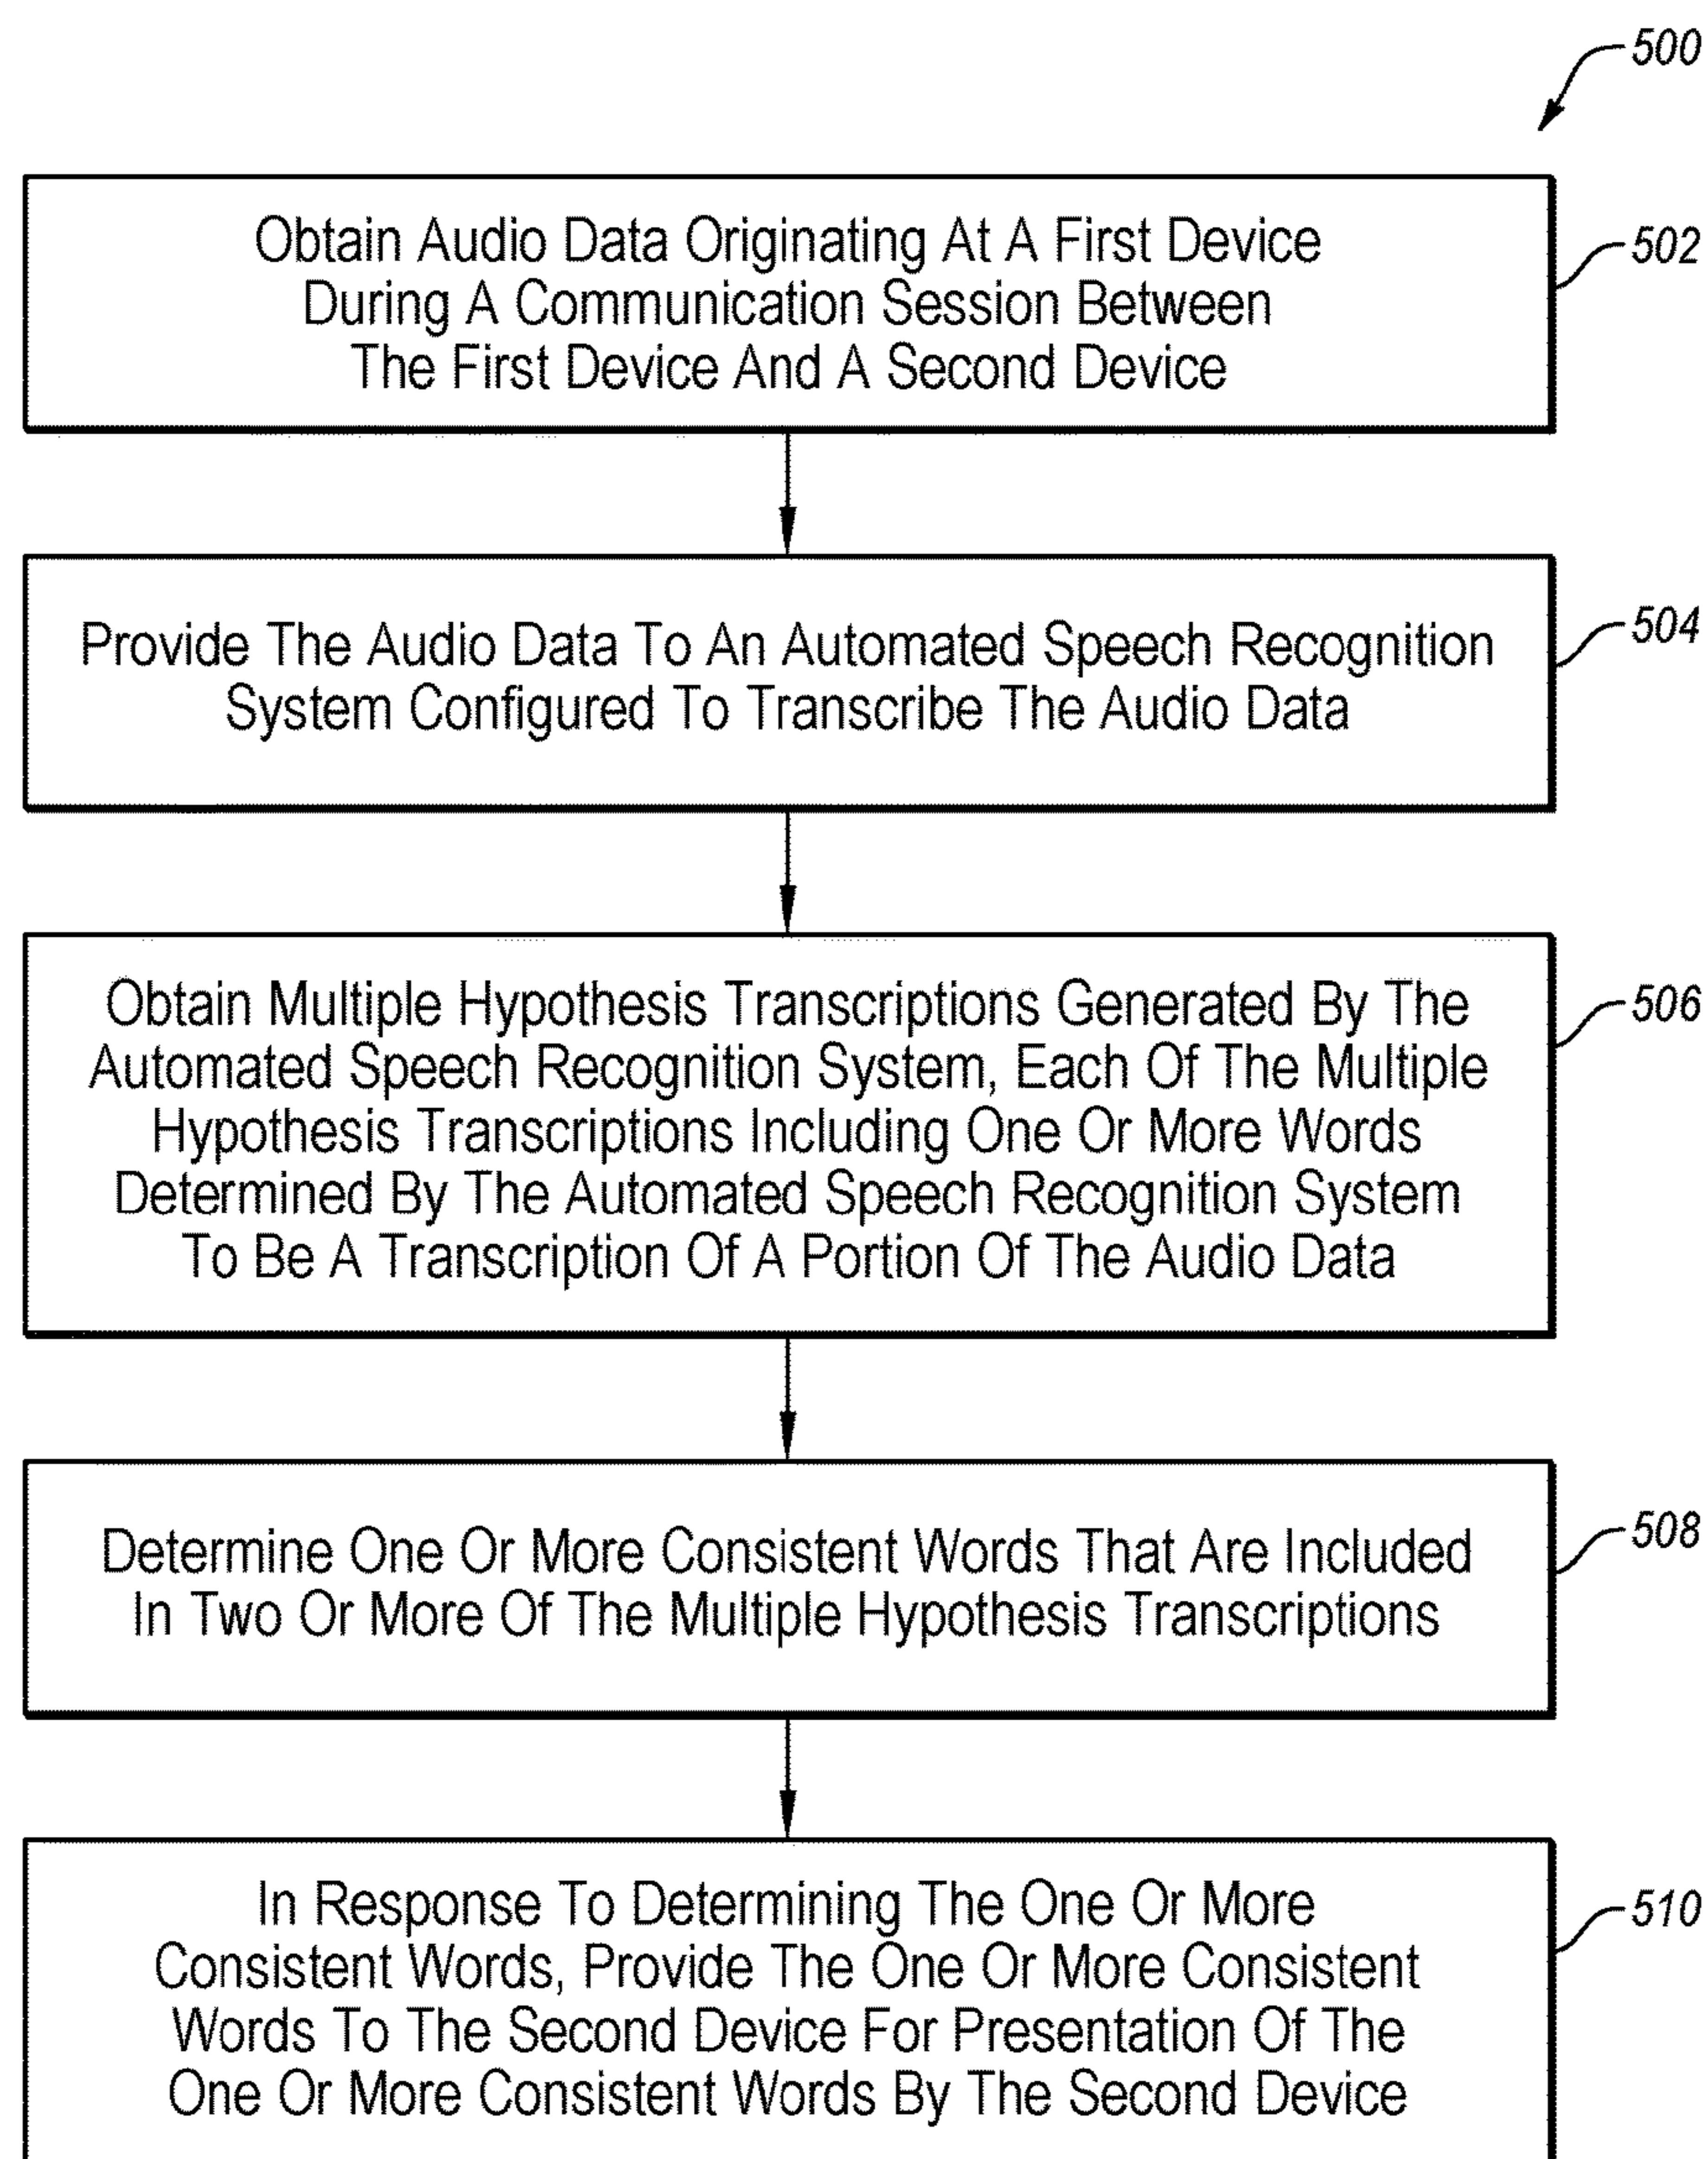 500
Obtain Audio Data Originating At A First Device
During A Communication Session Between
The First Device And A Second Device
502
Provide The Audio Data To An Automated Speech Recognition
System Configured To Transcribe The Audio Data
504
Obtain Multiple Hypothesis Transcriptions Generated By The
Automated Speech Recognition System, Each Of The Multiple
Hypothesis Transcriptions Including One Or More Words
Determined By The Automated Speech Recognition System
To Be A Transcription Of A Portion Of The Audio Data
506
Determine One Or More Consistent Words That Are Included
In Two Or More Of The Multiple Hypothesis Transcriptions
508
In Response To Determining The One Or More
Consistent Words, Provide The One Or More Consistent
Words To The Second Device For Presentation Of The
One Or More Consistent Words By The Second Device
510